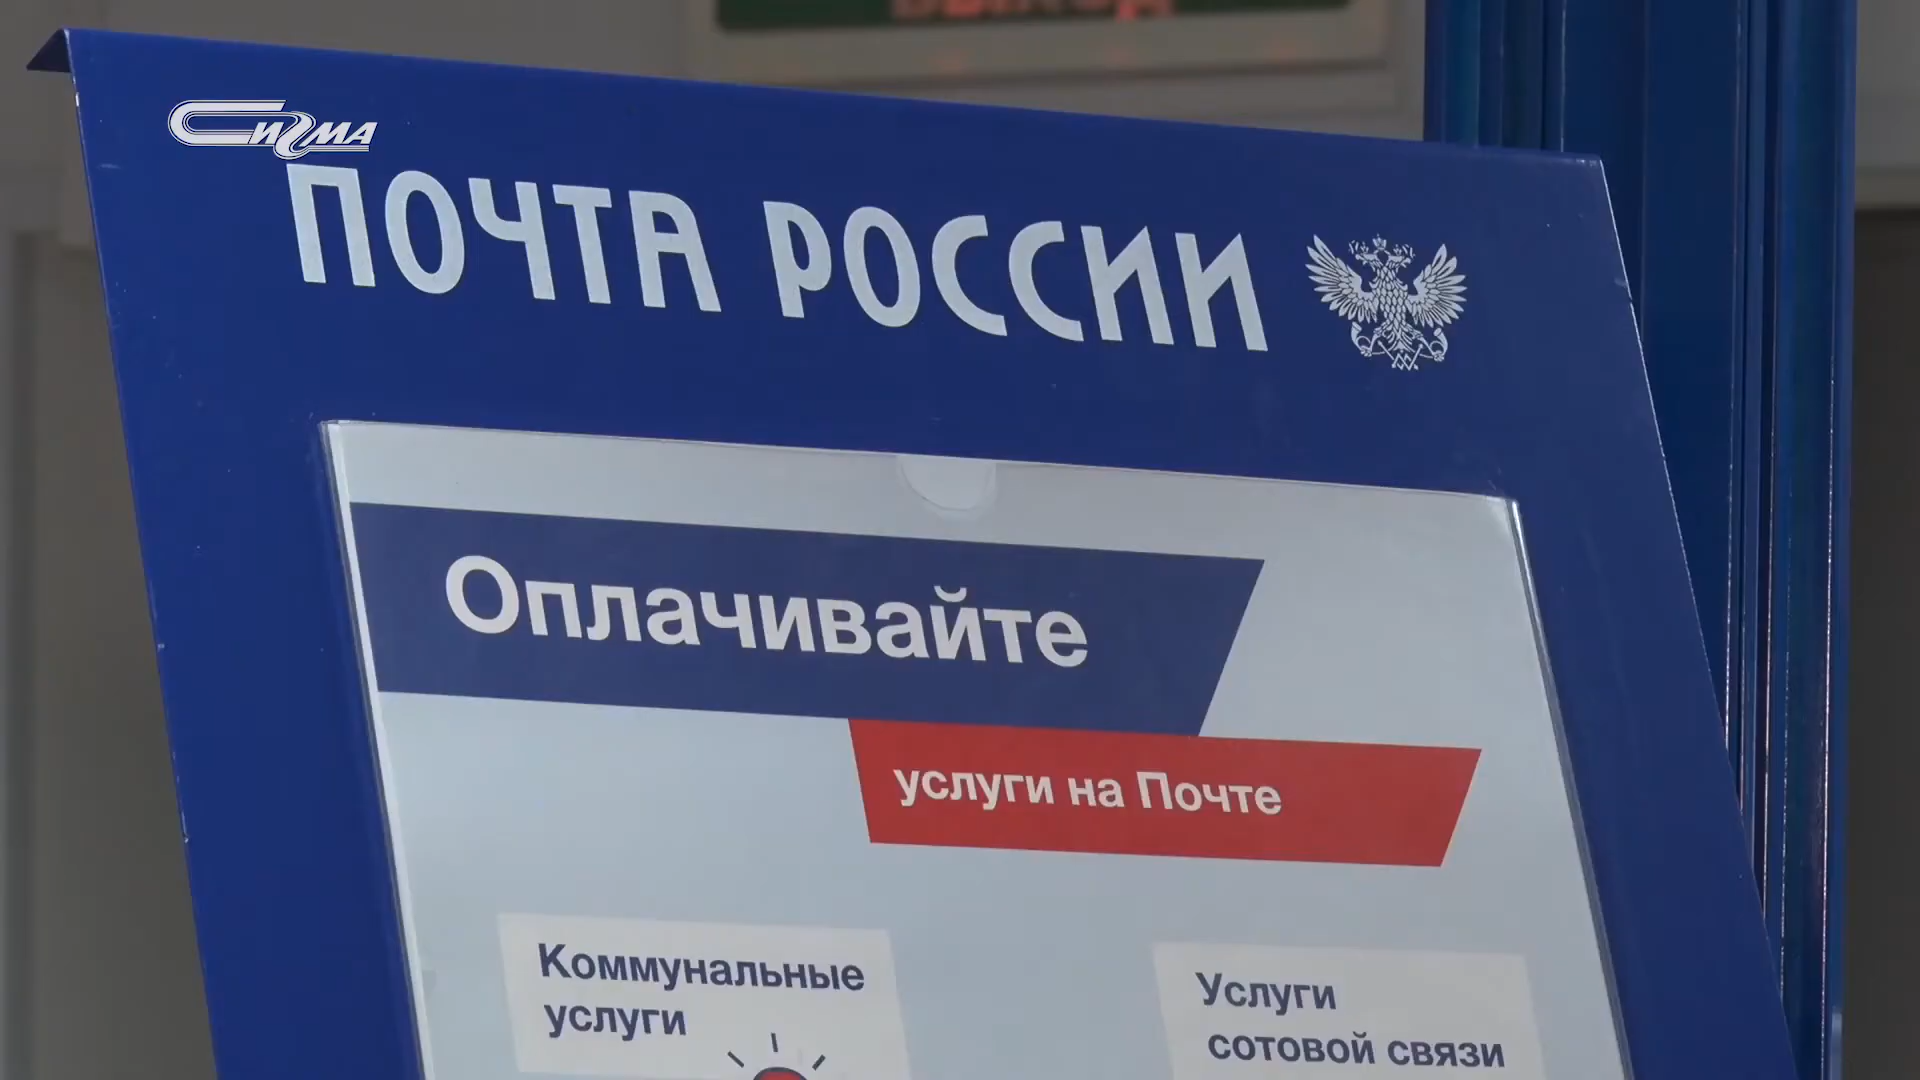 Сигма
ПОЧТА РОССИИ
Оплачивайте
услуги на Почте
Коммунальные
услуги
Услуги
сотовой связи